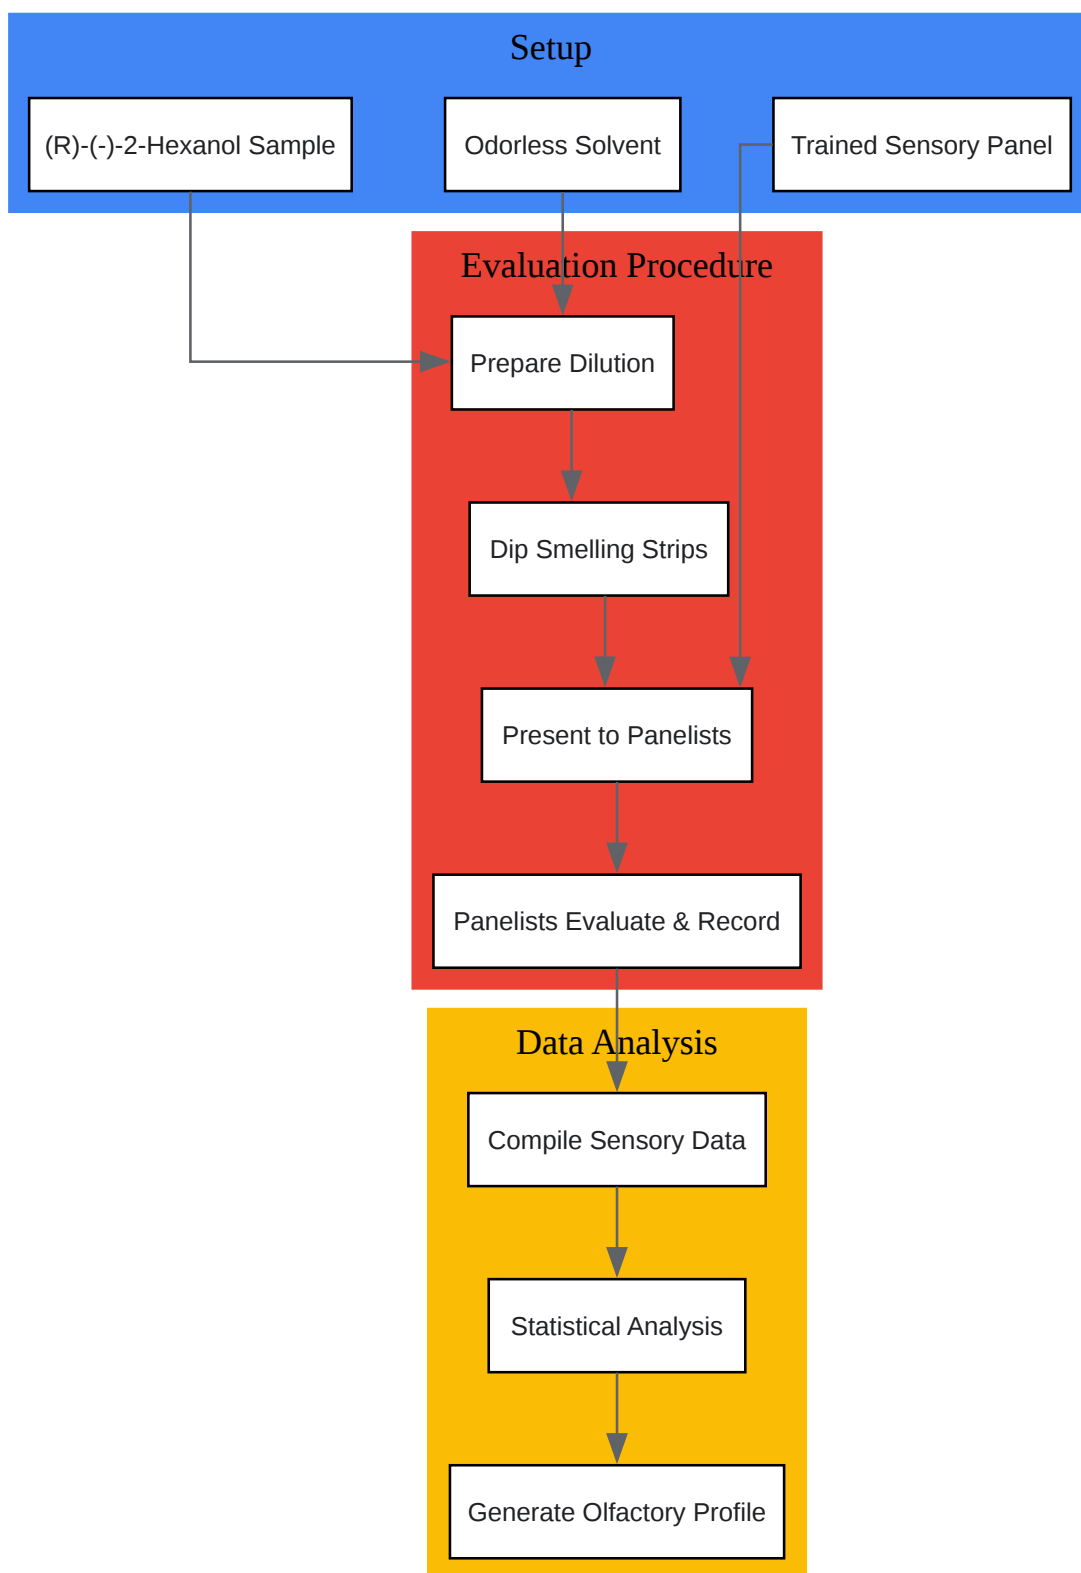 Setup
(R)-(-)-2-Hexanol Sample
Odorless Solvent
Trained Sensory Panel
Evaluation Procedure
Prepare Dilution
Dip Smelling Strips
Present to Panelists
Panelists Evaluate & Record
Data Analysis
Compile Sensory Data
Statistical Analysis
Generate Olfactory Profile